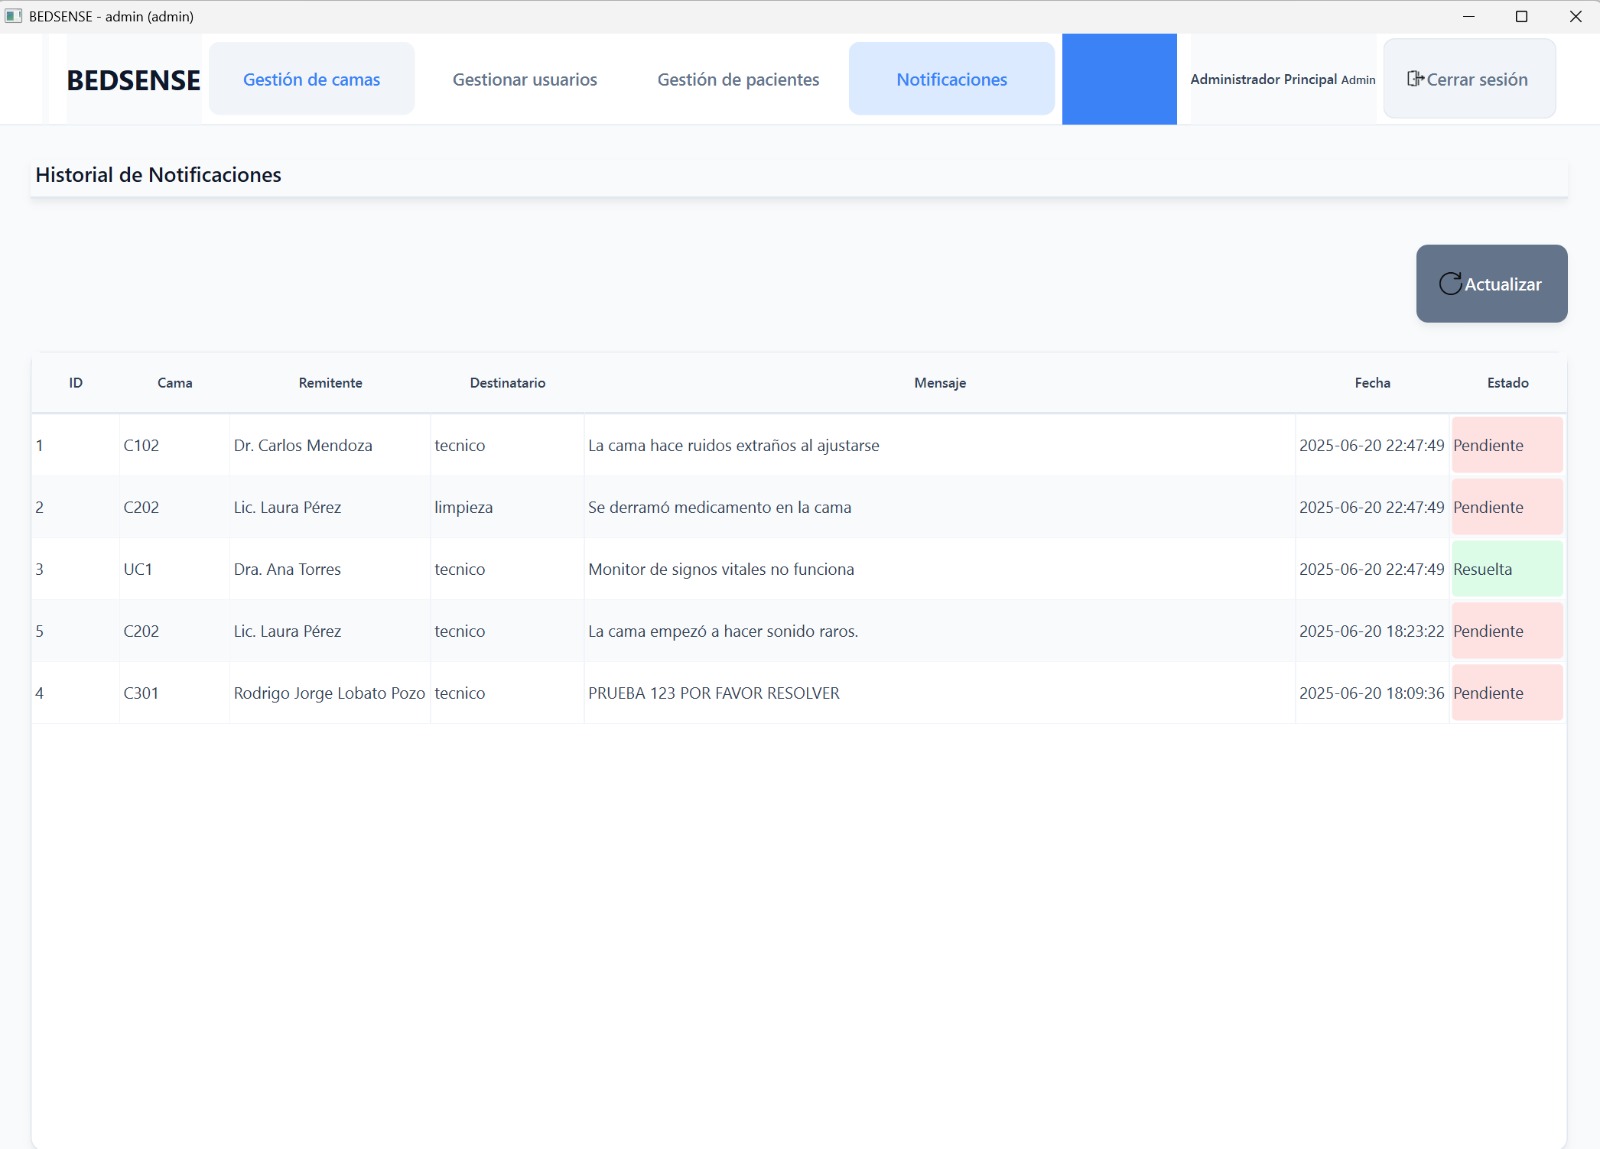 BEDSENSE - admin (admin)
BEDSENSE Gestión de camas Gestionar usuarios Gestión de pacientes Notificaciones Administrador Principal Admin Cerrar sesión
Historial de Notificaciones
Actualizar
ID Cama Remitente Destinatario Mensaje Fecha Estado
1 C102 Dr. Carlos Mendoza tecnico La cama hace ruidos extraños al ajustarse 2025-06-20 22:47:49 Pendiente
2 C202 Lic. Laura Pérez limpieza Se derramó medicamento en la cama 2025-06-20 22:47:49 Pendiente
3 UC1 Dra. Ana Torres tecnico Monitor de signos vitales no funciona 2025-06-20 22:47:49 Resuelta
5 C202 Lic. Laura Pérez tecnico La cama empezó a hacer sonido raros. 2025-06-20 18:23:22 Pendiente
4 C301 Rodrigo Jorge Lobato Pozo tecnico PRUEBA 123 POR FAVOR RESOLVER 2025-06-20 18:09:36 Pendiente